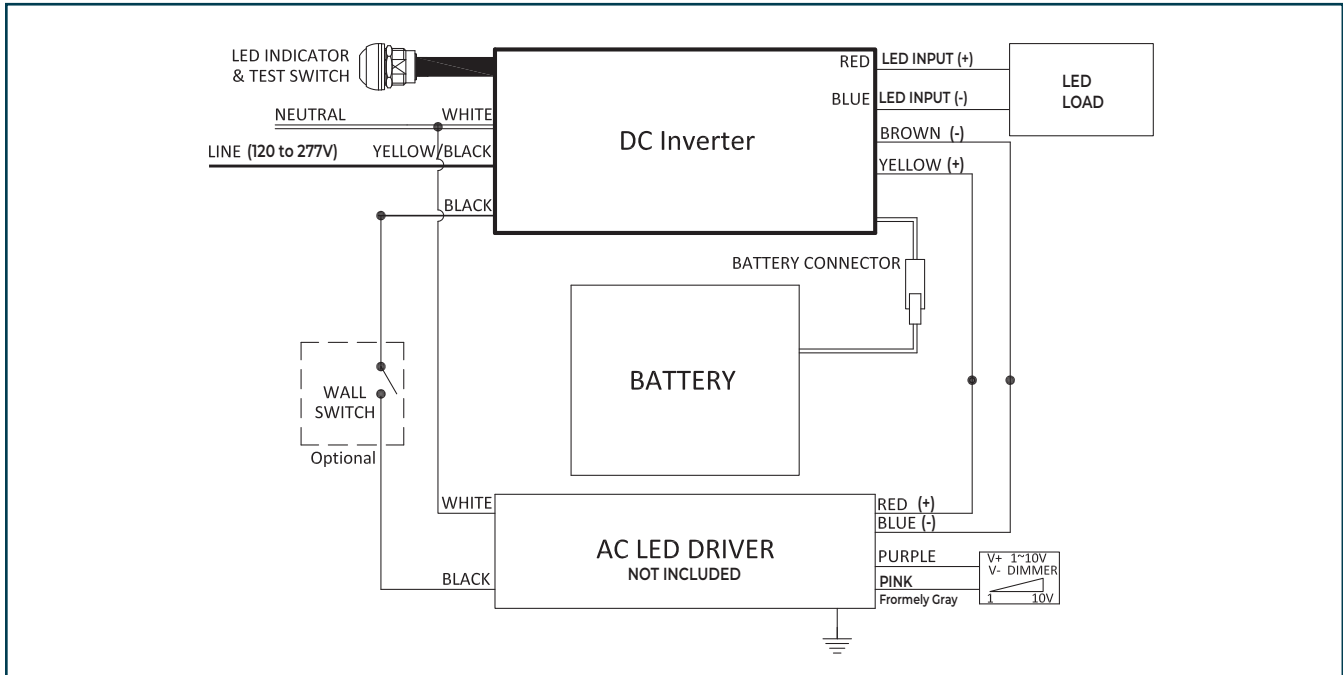 LED INDICATOR
& TEST SWITCH
NEUTRAL
WHITE
LINE (120 to 277V)
YELLOW/BLACK
BLACK
DC Inverter
RED
LED INPUT (+)
BLUE
LED INPUT (-)
BROWN (-)
YELLOW (+)
LED
LOAD
BATTERY CONNECTOR
BATTERY
WALL
SWITCH
Optional
WHITE
BLACK
AC LED DRIVER
NOT INCLUDED
RED (+)
BLUE (-)
PURPLE
PINK
Fromely Gray
V+ 1~10V
V- DIMMER
1 10V